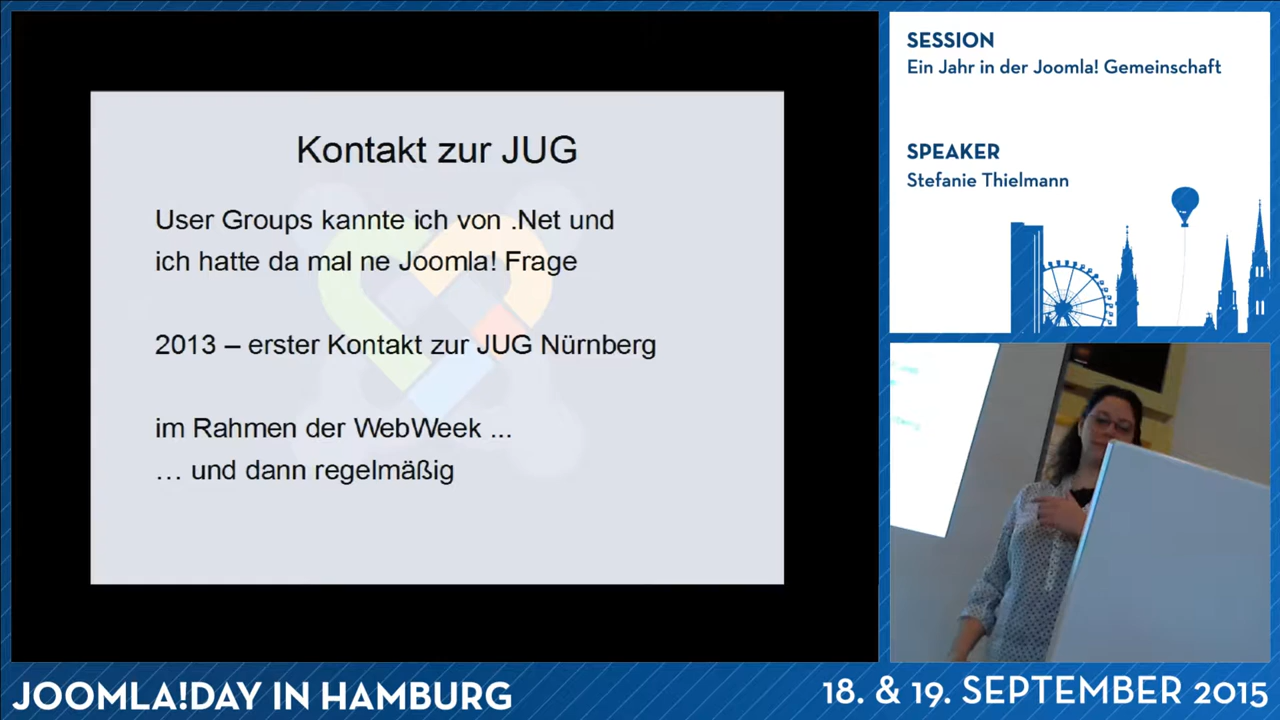 Kontakt zur JUG
User Groups kannte ich von .Net und
ich hatte da mal ne Joomla! Frage
2013 – erster Kontakt zur JUG Nürnberg
im Rahmen der WebWeek ...
… und dann regelmäßig
SESSION
Ein Jahr in der Joomla! Gemeinschaft
SPEAKER
Stefanie Thielmann
JOOMLA!DAY IN HAMBURG
18. & 19. SEPTEMBER 2015